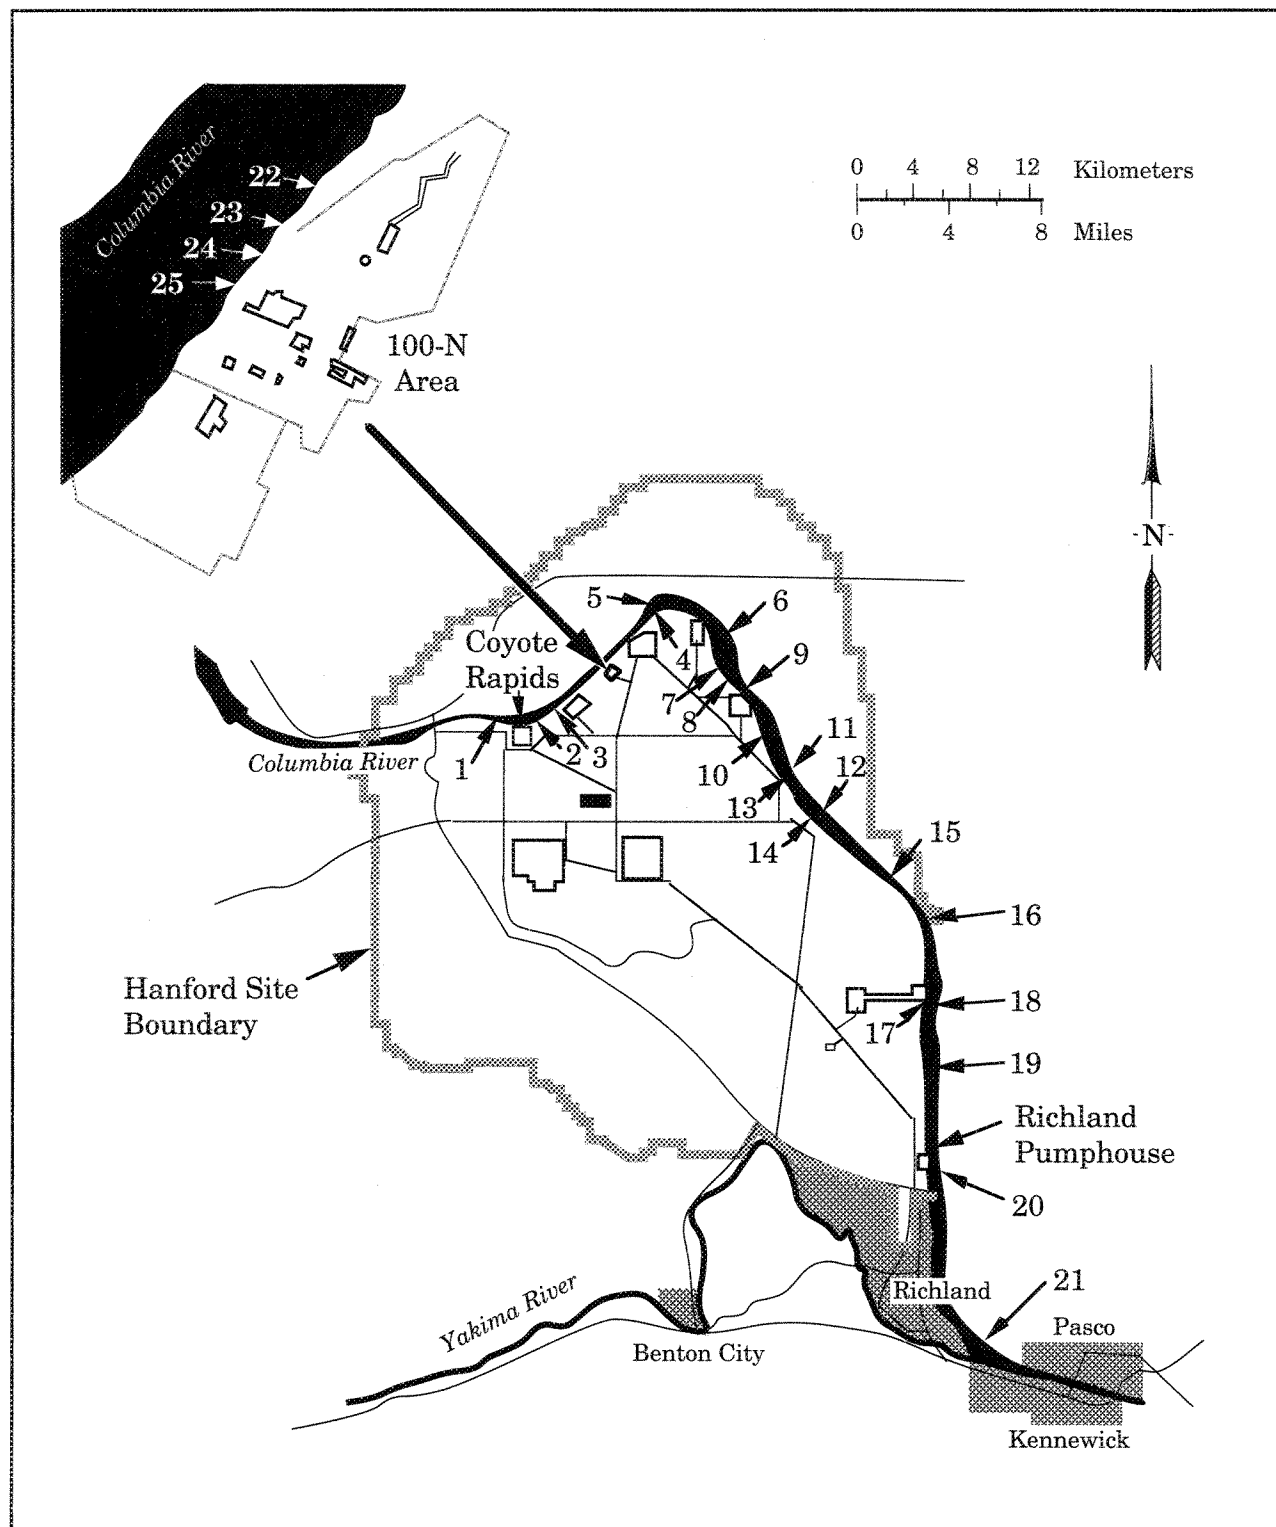 Columbia River
22
23
24
25
0 4 8 12 Kilometers
0 4 8 Miles
100-N
Area
-N-
5
6
Coyote
Rapids
4
9
7
8
11
Columbia River
1
2
3
10
12
13
14
15
16
Hanford Site
Boundary
18
17
19
Richland
Pumphouse
20
Yakima River
Richland
21
Pasco
Benton City
Kennewick